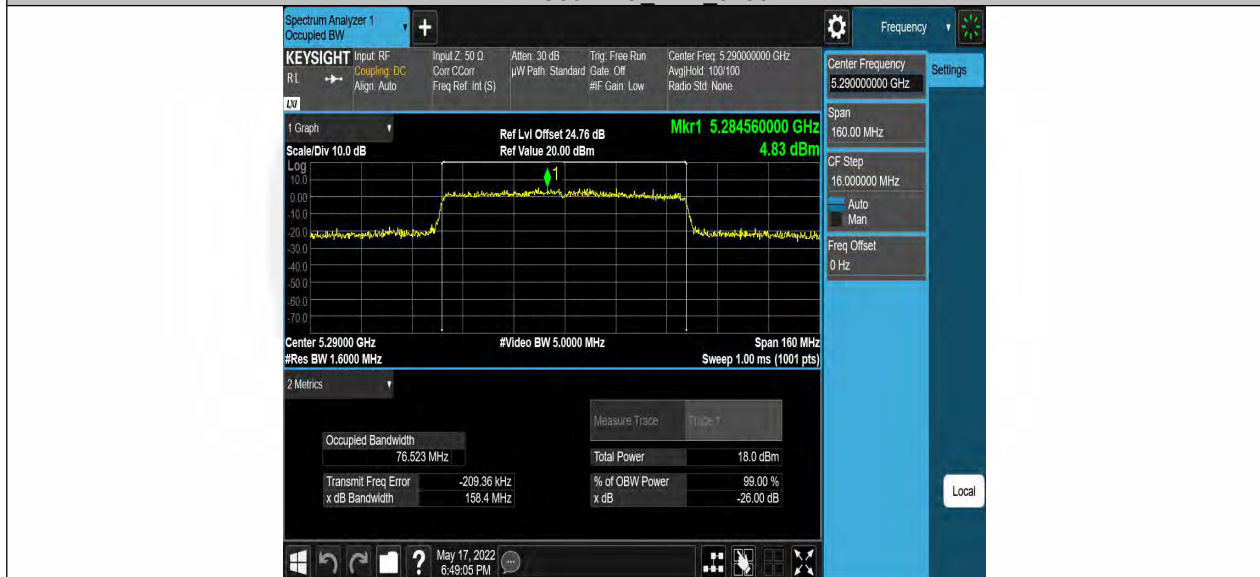 Spectrum Analyzer 1
Occupied BW
+
Frequency
KEYSIGHT
RL
LXI
Input: RF
Coupling: DC
Align: Auto
Input Z: 50 Ω
Corr CCorr
Freq Ref: Int (S)
Atten: 30 dB
µW Path: Standard
Trig: Free Run
Gate: Off
#IF Gain: Low
Center Freq: 5.290000000 GHz
Avg|Hold: 100/100
Radio Std: None
Center Frequency
5.290000000 GHz
Settings
Span
160.00 MHz
CF Step
16.000000 MHz
Auto
Man
Freq Offset
0 Hz
1 Graph
Scale/Div 10.0 dB
Ref Lvl Offset 24.76 dB
Ref Value 20.00 dBm
Mkr1 5.284560000 GHz
4.83 dBm
Log
10.0
0.00
-10.0
-20.0
-30.0
-40.0
-50.0
-60.0
-70.0
1
Center 5.29000 GHz
#Res BW 1.6000 MHz
#Video BW 5.0000 MHz
Span 160 MHz
Sweep 1.00 ms (1001 pts)
2 Metrics
Measure Trace
Trace 1
Occupied Bandwidth
76.523 MHz
Total Power
18.0 dBm
Transmit Freq Error
-209.36 kHz
% of OBW Power
99.00 %
x dB Bandwidth
158.4 MHz
x dB
-26.00 dB
Local
?
May 17, 2022
6:49:05 PM